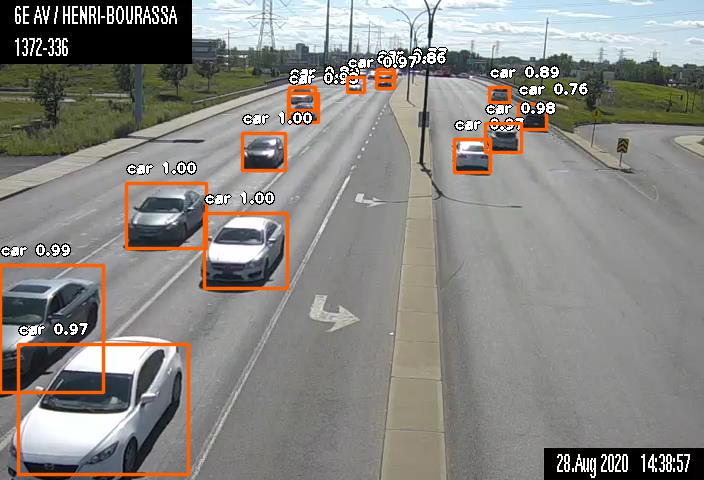 6E AV / HENRI-BOURASSA
1372-336
0.97
0.86
car 0.89
car 0.76
car 0.98
car 0.97
car 1.00
car 1.00
car 1.00
car 0.99
car 0.97
28.Aug 2020 14:38:57